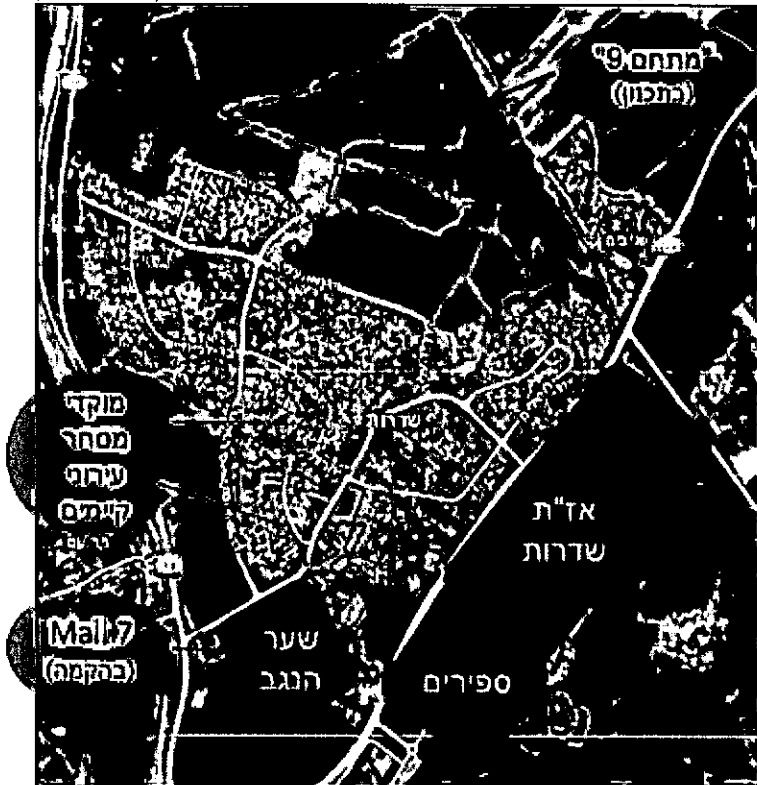 "מתחם 9"
(בתכנון)
שדרות
מוקדי
מסחר
עירוני
קיימים
אז"ת
שדרות
Mall 7
(בהקמה)
שער
הנגב
ספירים